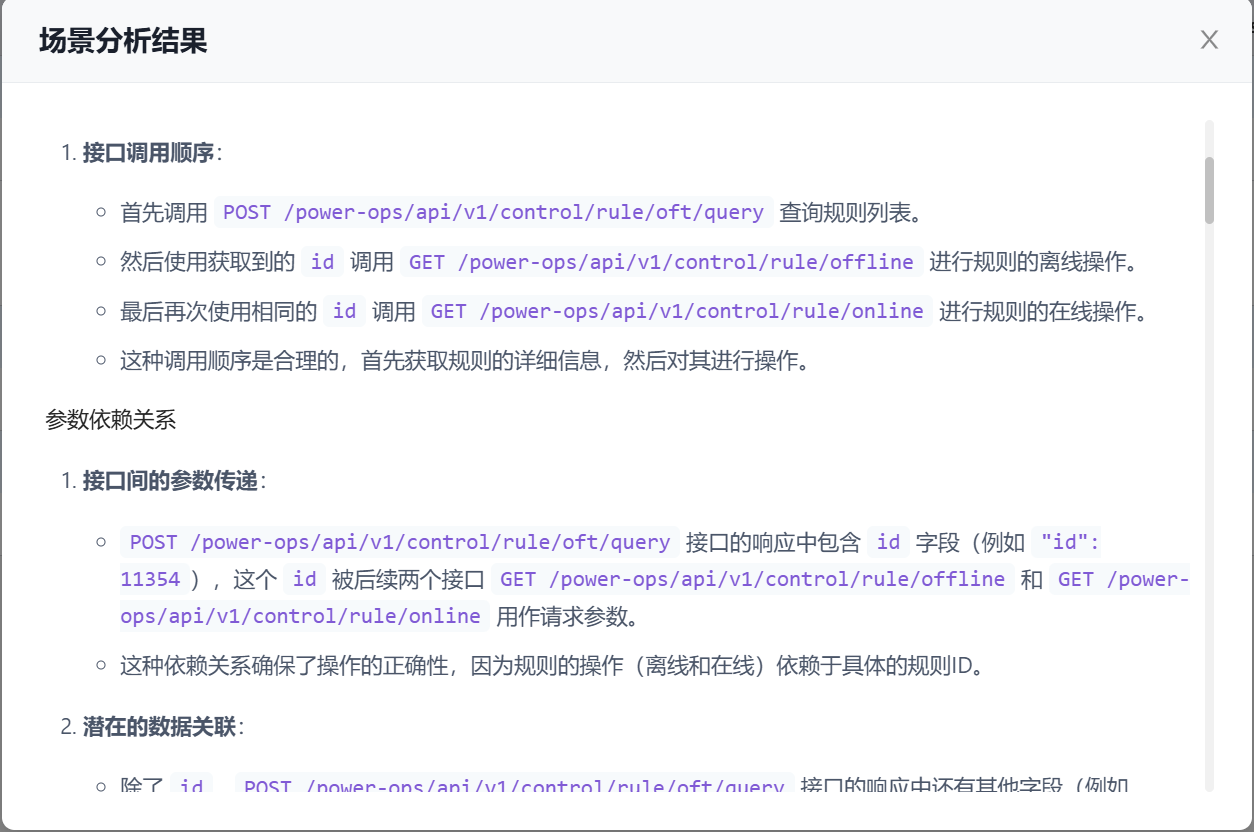 场景分析结果
1. 接口调用顺序:
首先调用 POST /power-ops/api/v1/control/rule/oft/query 查询规则列表。
然后使用获取到的 id 调用 GET /power-ops/api/v1/control/rule/offline 进行规则的离线操作。
最后再次使用相同的 id 调用 GET /power-ops/api/v1/control/rule/online 进行规则的在线操作。
这种调用顺序是合理的，首先获取规则的详细信息，然后对其进行操作。
参数依赖关系
1. 接口间的参数传递:
POST /power-ops/api/v1/control/rule/oft/query 接口的响应中包含 id 字段（例如 "id":
11354 ），这个 id 被后续两个接口 GET /power-ops/api/v1/control/rule/offline 和 GET /power-
ops/api/v1/control/rule/online 用作请求参数。
这种依赖关系确保了操作的正确性，因为规则的操作（离线和在线）依赖于具体的规则ID。
2. 潜在的数据关联:
除了 id POST /power-ops/api/v1/control/rule/oft/query 接口的响应中还有其他字段（例如